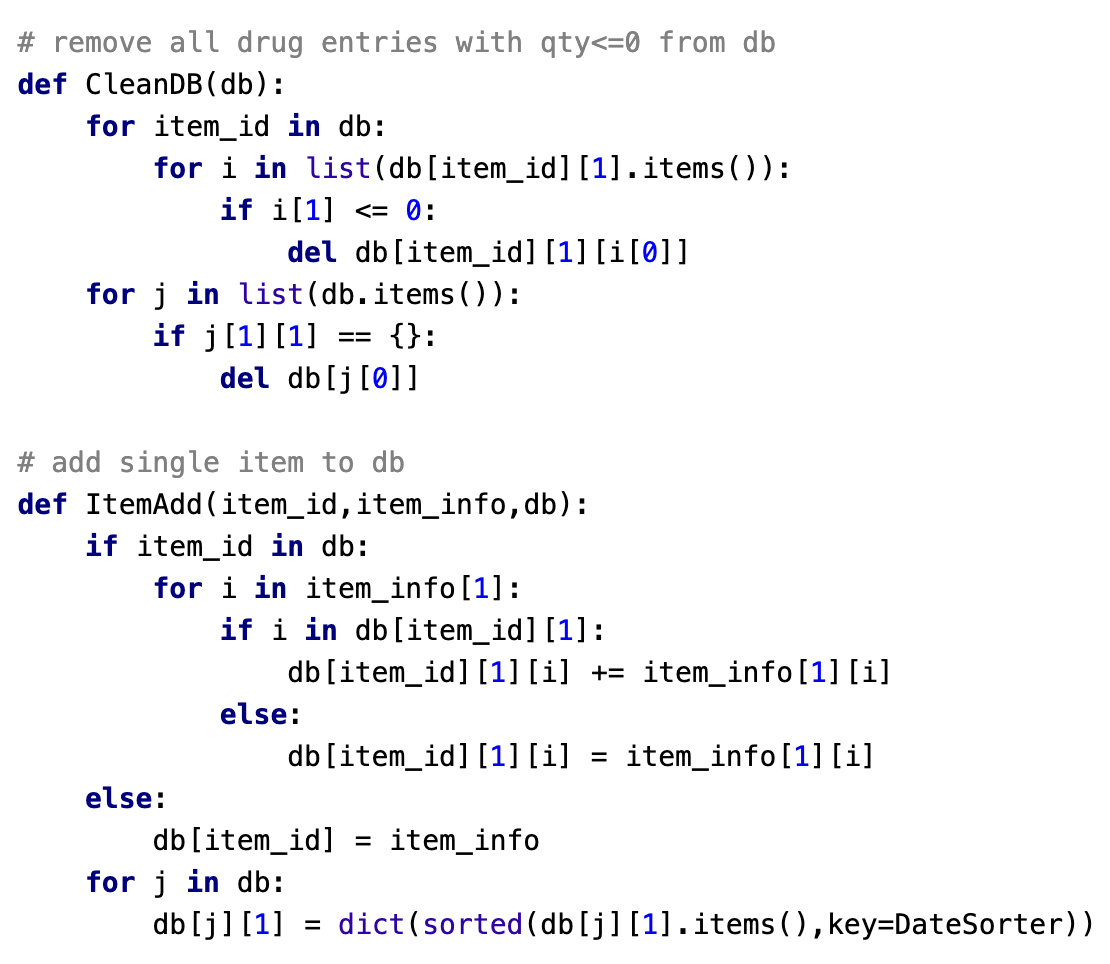 # remove all drug entries with qty<=0 from db
def CleanDB(db):
    for item_id in db:
        for i in list(db[item_id][1].items()):
            if i[1] <= 0:
                del db[item_id][1][i[0]]
    for j in list(db.items()):
        if j[1][1] == {}:
            del db[j[0]]

# add single item to db
def ItemAdd(item_id,item_info,db):
    if item_id in db:
        for i in item_info[1]:
            if i in db[item_id][1]:
                db[item_id][1][i] += item_info[1][i]
            else:
                db[item_id][1][i] = item_info[1][i]
    else:
        db[item_id] = item_info
    for j in db:
        db[j][1] = dict(sorted(db[j][1].items(),key=DateSorter))